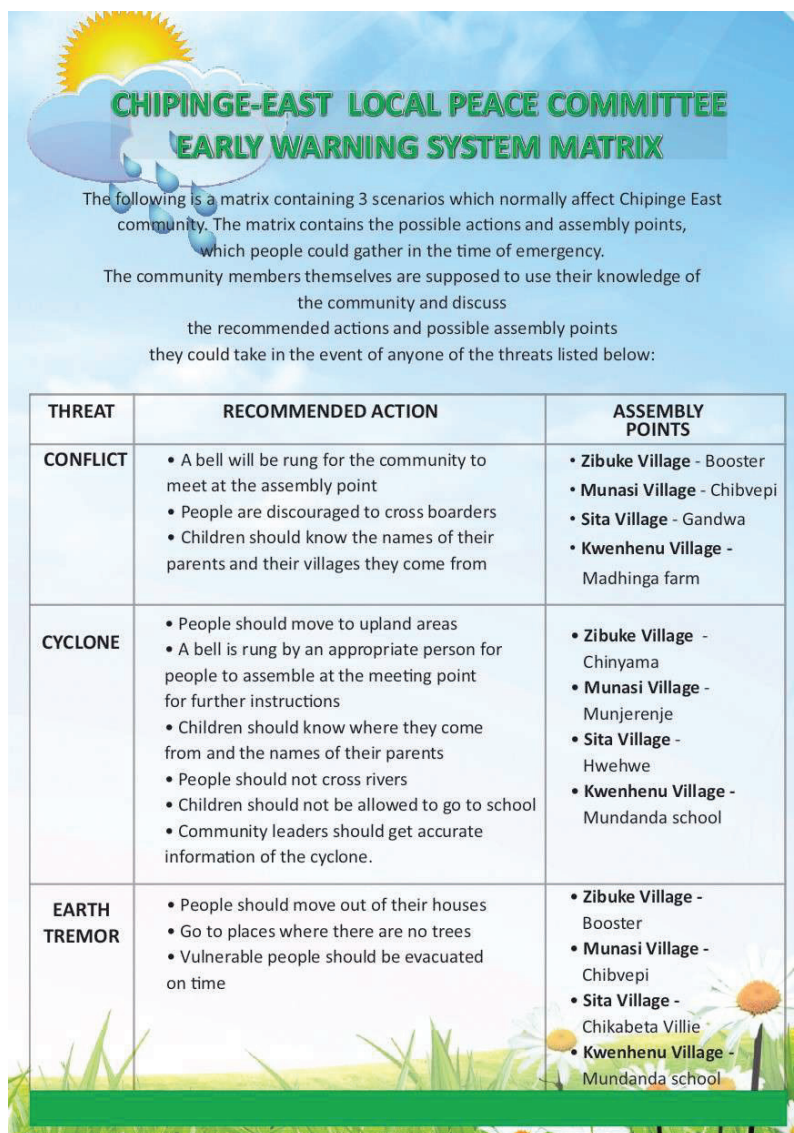 CHIPINGE-EAST LOCAL PEACE COMMITTEE
EARLY WARNING SYSTEM MATRIX
The following is a matrix containing 3 scenarios which normally affect Chipinge East
community. The matrix contains the possible actions and assembly points,
which people could gather in the time of emergency.
The community members themselves are supposed to use their knowledge of
the community and discuss
the recommended actions and possible assembly points
they could take in the event of anyone of the threats listed below:
THREAT
RECOMMENDED ACTION
ASSEMBLY
POINTS
CONFLICT
• A bell will be rung for the community to
meet at the assembly point
• People are discouraged to cross boarders
• Children should know the names of their
parents and their villages they come from
• Zibuke Village - Booster
• Munasi Village - Chibvepi
• Sita Village - Gandwa
• Kwenhenu Village -
Madhinga farm
CYCLONE
• People should move to upland areas
• A bell is rung by an appropriate person for
people to assemble at the meeting point
for further instructions
• Children should know where they come
from and the names of their parents
• People should not cross rivers
• Children should not be allowed to go to school
• Community leaders should get accurate
information of the cyclone.
• Zibuke Village -
Chinyama
• Munasi Village -
Munjerenje
• Sita Village -
Hwehwe
• Kwenhenu Village -
Mundanda school
EARTH
TREMOR
• People should move out of their houses
• Go to places where there are no trees
• Vulnerable people should be evacuated
on time
• Zibuke Village -
Booster
• Munasi Village -
Chibvepi
• Sita Village -
Chikabeta Villie
• Kwenhenu Village -
Mundanda school